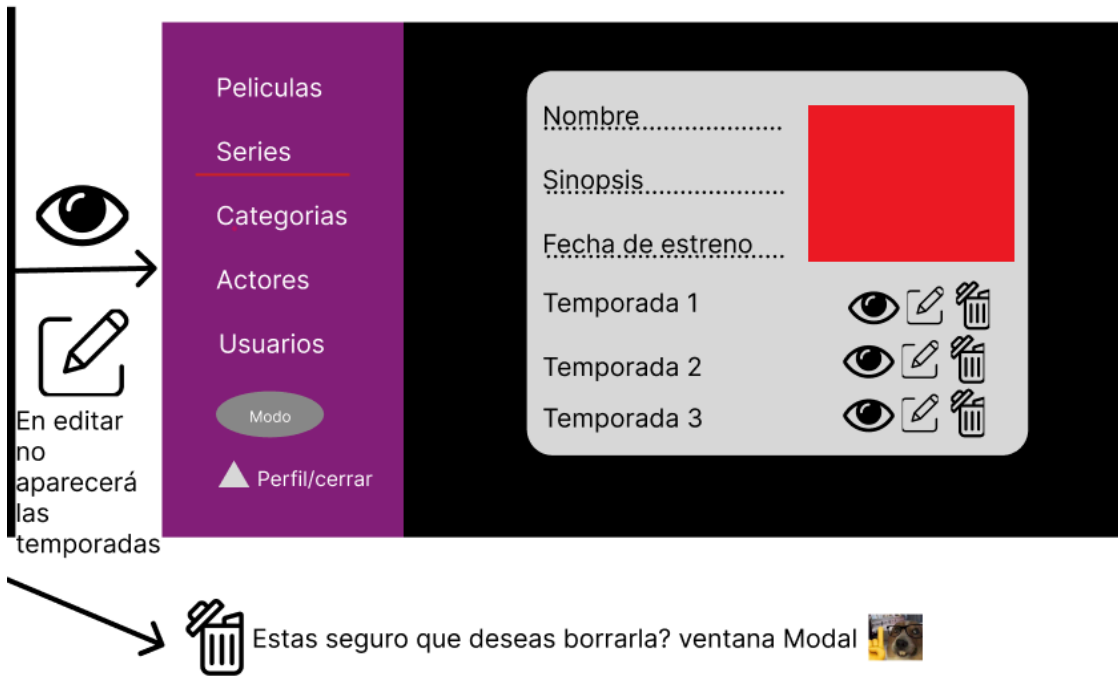 Peliculas
Series
Categorias
Actores
Usuarios
Modo
Perfil/cerrar
Nombre........................
Sinopsis.......................
Fecha de estreno.....
Temporada 1
Temporada 2
Temporada 3
En editar
no
aparecerá
las
temporadas
Estas seguro que deseas borrarla? ventana Modal